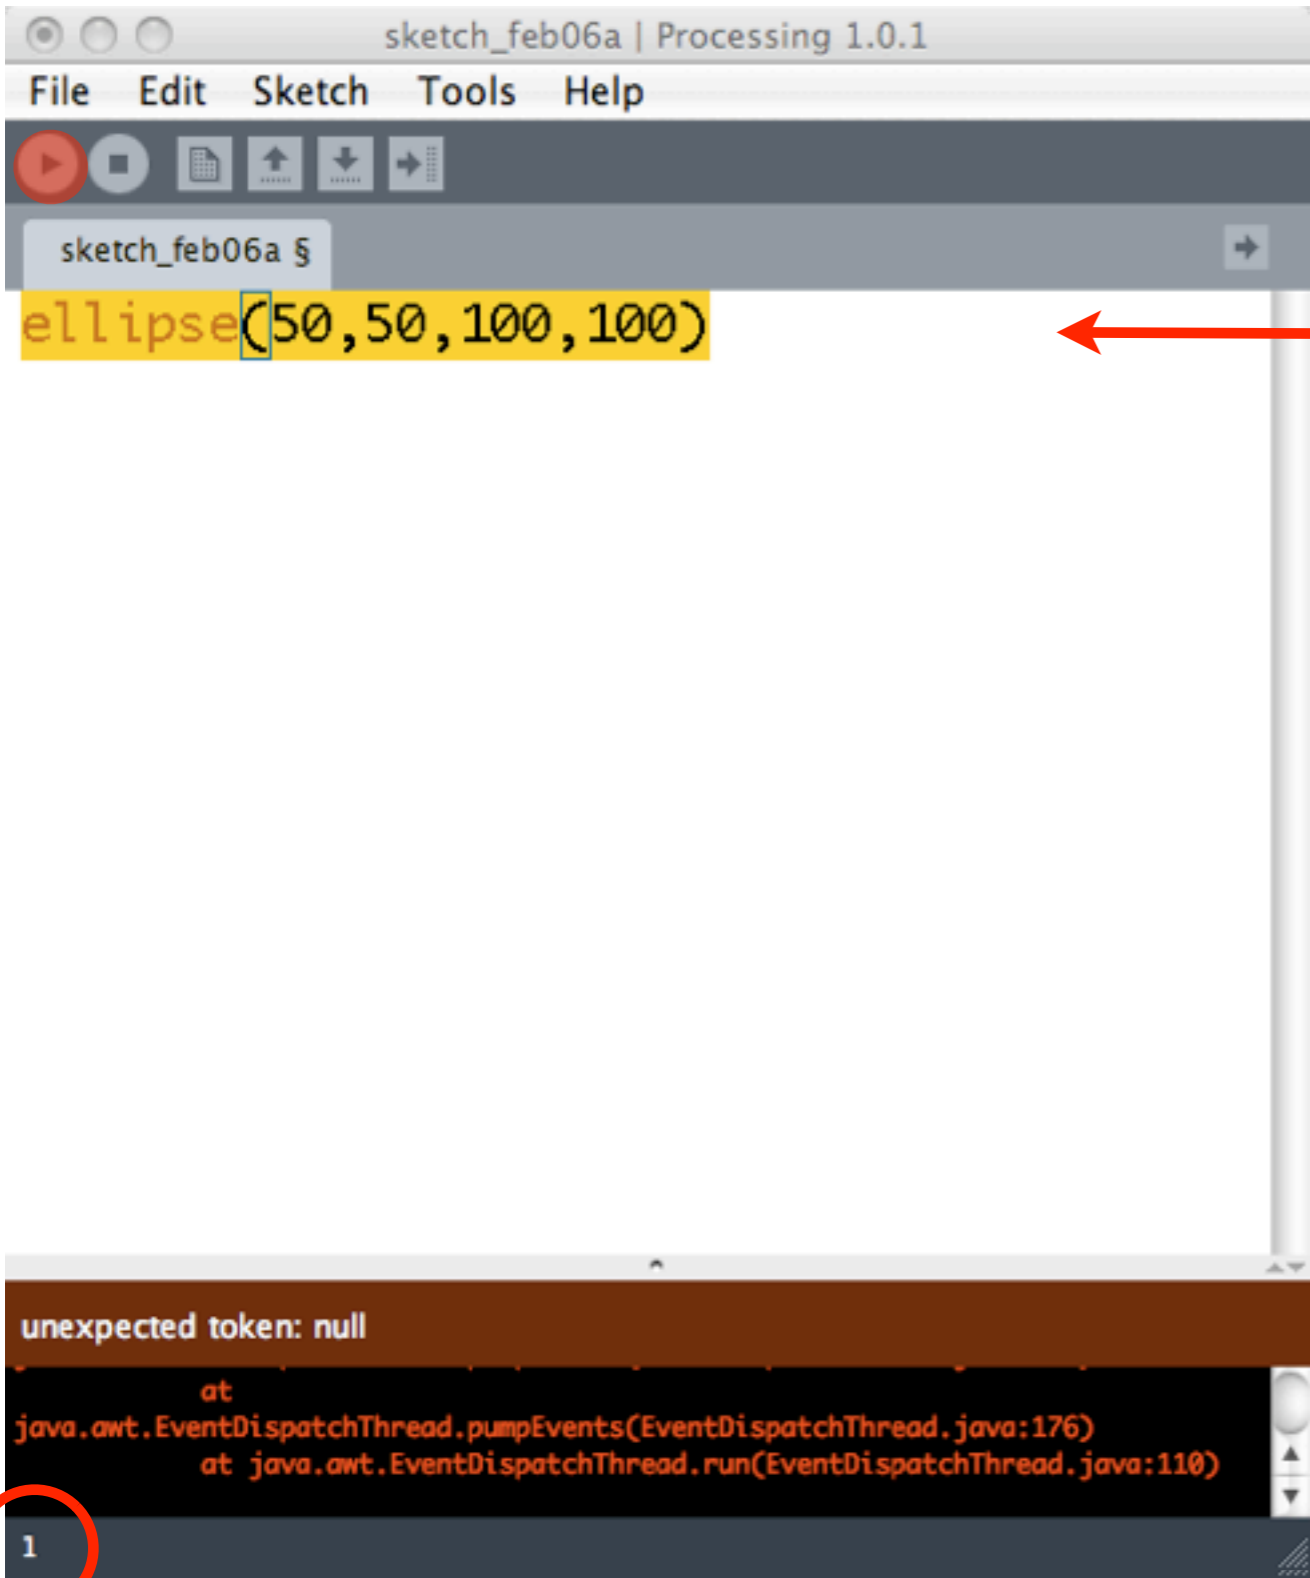 sketch_feb06a | Processing 1.0.1
File Edit Sketch Tools Help
sketch_feb06a §
ellipse(50,50,100,100)
unexpected token: null
at
java.awt.EventDispatchThread.pumpEvents(EventDispatchThread.java:176)
at java.awt.EventDispatchThread.run(EventDispatchThread.java:110)
1